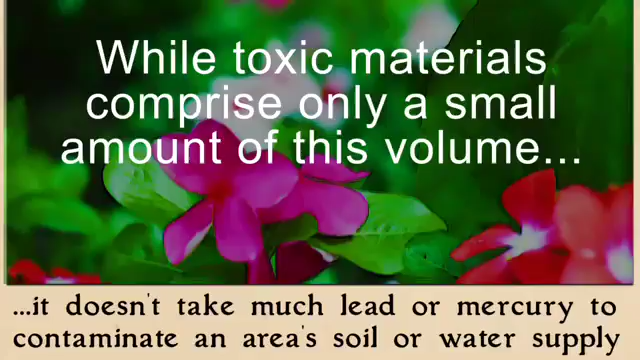 While toxic materials
comprise only a small
amount of this volume...
...it doesn't take much lead or mercury to
contaminate an area's soil or water supply